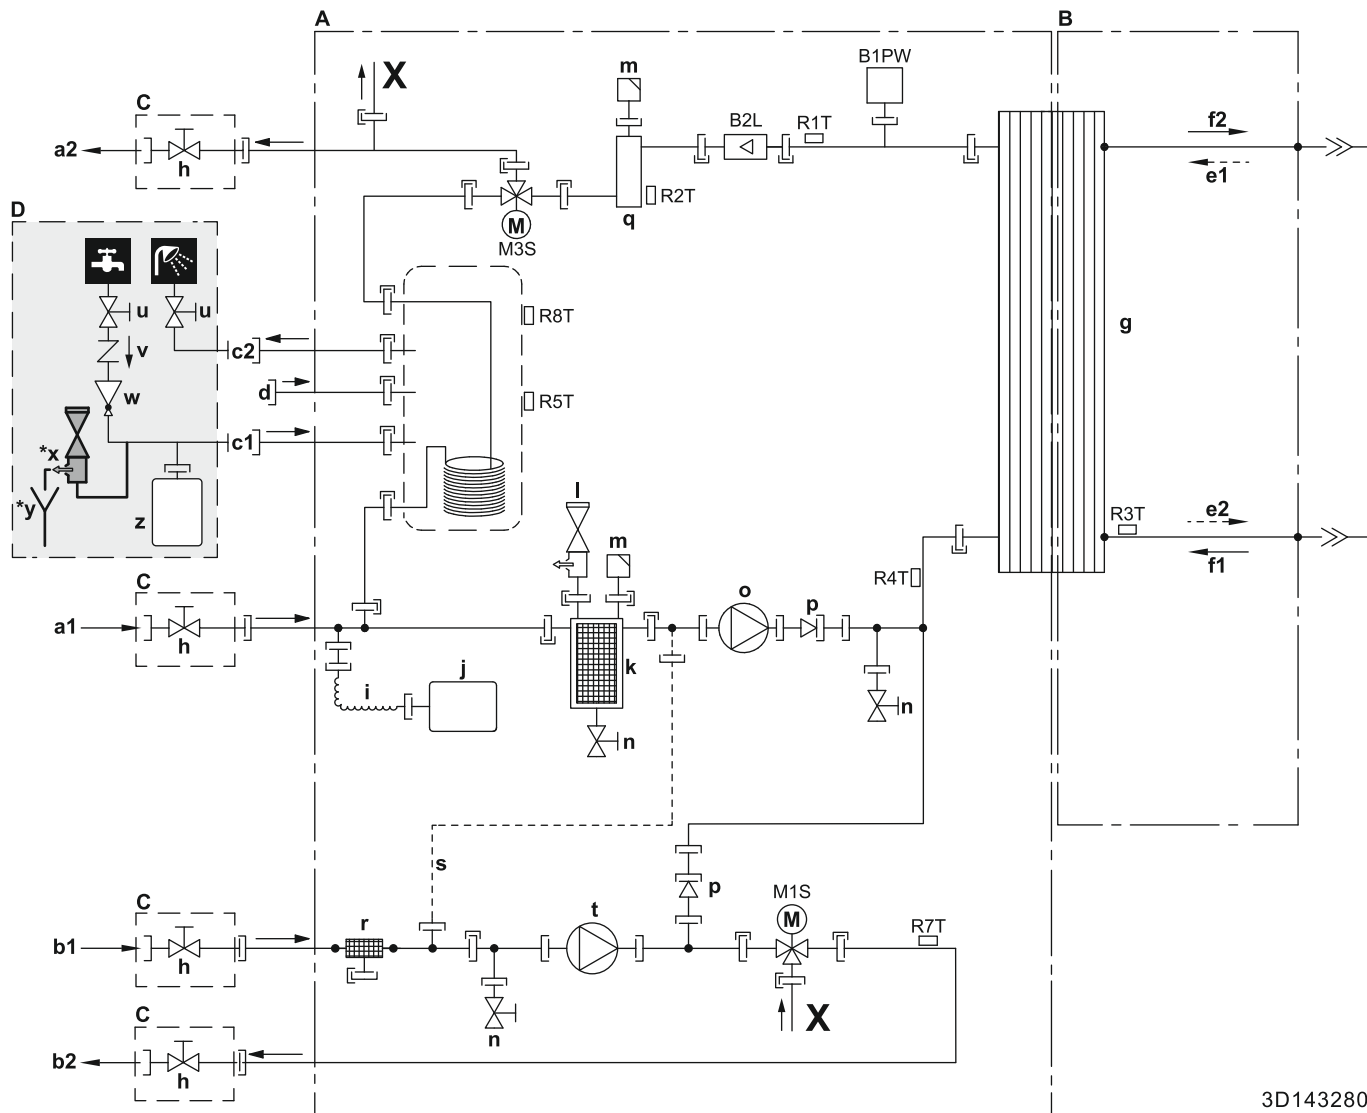 A
B
B1PW
X
m
C
B2L
R1T
f2
a2
h
e1
R2T
D
q
M
M3S
u
u
R8T
g
v
c2
w
d
R5T
c1
*x
*y
z
l
R3T
e2
m
f1
C
R4T
o
p
a1
h
k
j
i
n
n
s
p
M1S
C
r
t
M
R7T
b1
h
X
C
n
b2
h
3D143280